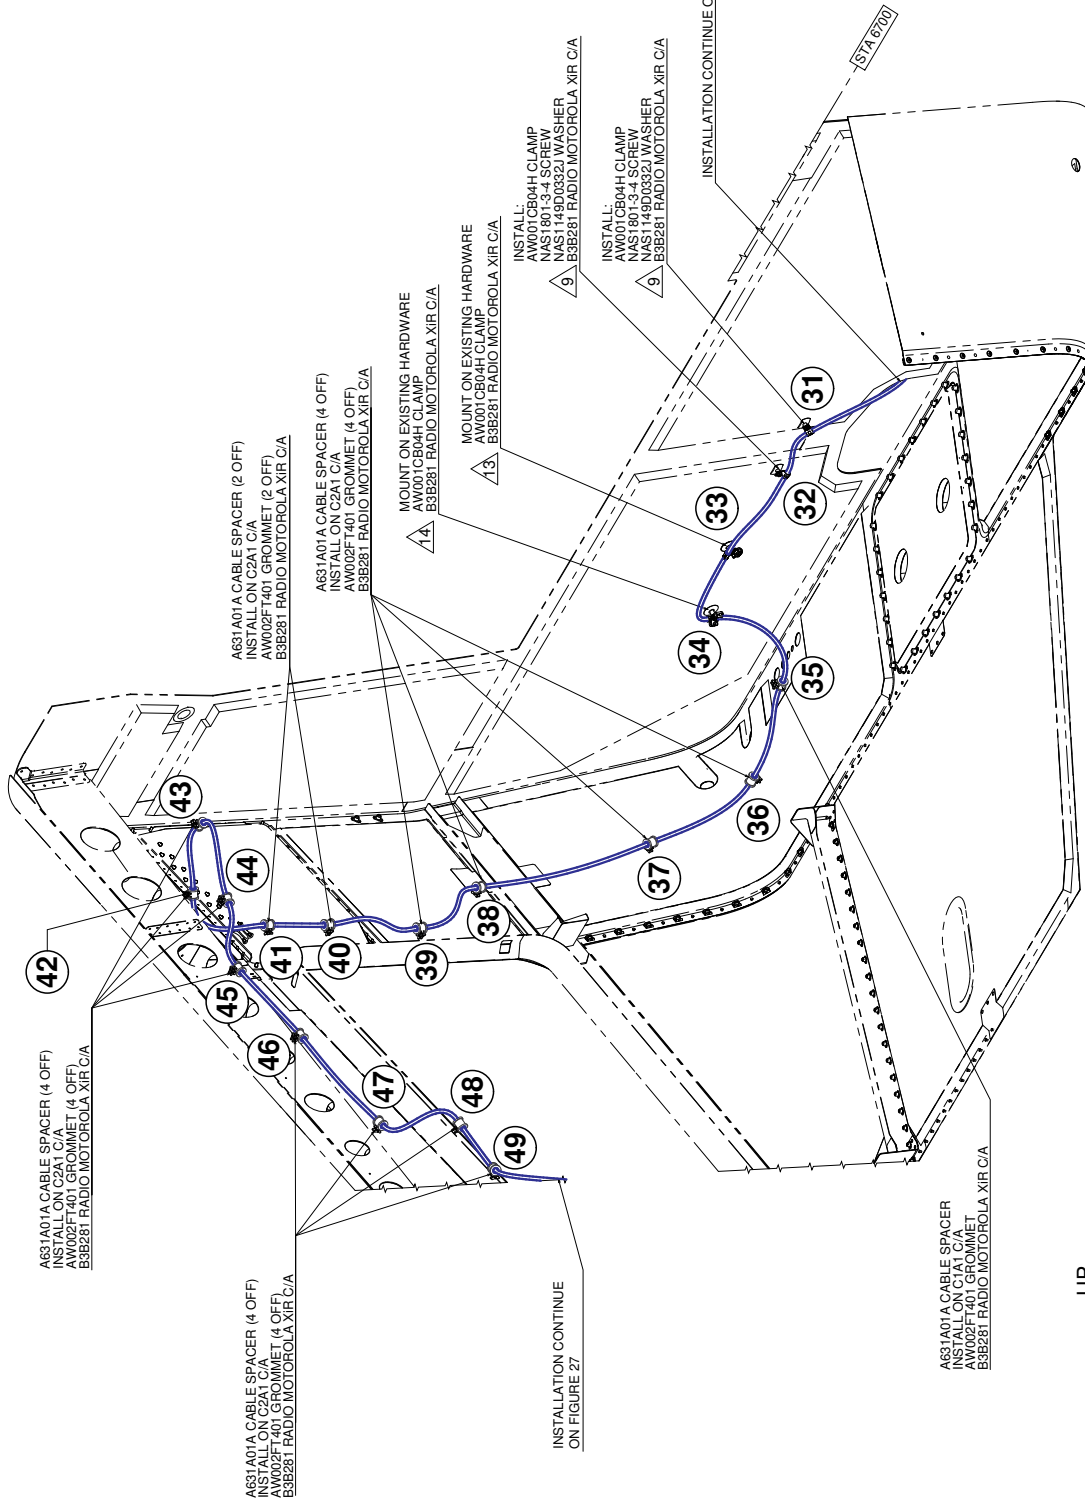 A631A01A CABLE SPACER (4 OFF)
INSTALL ON C2A1 C/A
AW002FT401 GROMMET (4 OFF)
B3B281 RADIO MOTOROLA XiR C/A
A631A01A CABLE SPACER (4 OFF)
INSTALL ON C2A1 C/A
AW002FT401 GROMMET (4 OFF)
B3B281 RADIO MOTOROLA XiR C/A
A631A01A CABLE SPACER (2 OFF)
INSTALL ON C2A1 C/A
AW002FT401 GROMMET (2 OFF)
B3B281 RADIO MOTOROLA XiR C/A
A631A01A CABLE SPACER (4 OFF)
INSTALL ON C2A1 C/A
AW002FT401 GROMMET (4 OFF)
B3B281 RADIO MOTOROLA XiR C/A
MOUNT ON EXISTING HARDWARE
AW001CB04H CLAMP
B3B281 RADIO MOTOROLA XiR C/A
14
MOUNT ON EXISTING HARDWARE
AW001CB04H CLAMP
B3B281 RADIO MOTOROLA XiR C/A
13
INSTALL:
AW001CB04H CLAMP
NAS1801-3-4 SCREW
NAS1149D0332J WASHER
B3B281 RADIO MOTOROLA XiR C/A
9
INSTALL:
AW001CB04H CLAMP
NAS1801-3-4 SCREW
NAS1149D0332J WASHER
B3B281 RADIO MOTOROLA XiR C/A
9
INSTALLATION CONTINUE
STA 6700
42
43
44
45
41
40
39
38
46
47
48
49
37
36
35
34
33
32
31
INSTALLATION CONTINUE
ON FIGURE 27
A631A01A CABLE SPACER
INSTALL ON C1A1 C/A
AW002FT401 GROMMET
B3B281 RADIO MOTOROLA XiR C/A
UP